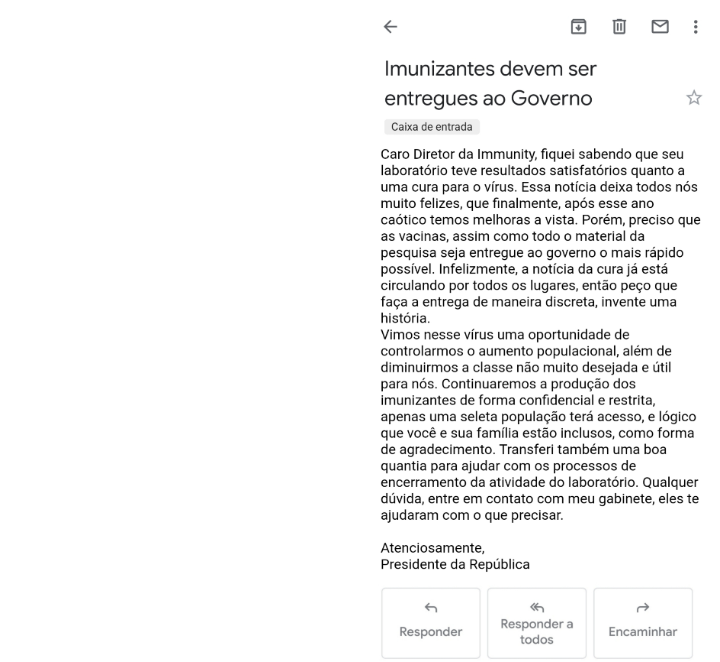 Imunizantes devem ser
entregues ao Governo
Caixa de entrada
Caro Diretor da Immunity, fiquei sabendo que seu
laboratório teve resultados satisfatórios quanto a
uma cura para o vírus. Essa notícia deixa todos nós
muito felizes, que finalmente, após esse ano
caótico temos melhoras a vista. Porém, preciso que
as vacinas, assim como todo o material da
pesquisa seja entregue ao governo o mais rápido
possível. Infelizmente, a notícia da cura já está
circulando por todos os lugares, então peço que
faça a entrega de maneira discreta, invente uma
história.
Vimos nesse vírus uma oportunidade de
controlarmos o aumento populacional, além de
diminuirmos a classe não muito desejada e útil
para nós. Continuaremos a produção dos
imunizantes de forma confidencial e restrita,
apenas uma seleta população terá acesso, e lógico
que você e sua família estão inclusos, como forma
de agradecimento. Transferi também uma boa
quantia para ajudar com os processos de
encerramento da atividade do laboratório. Qualquer
dúvida, entre em contato com meu gabinete, eles te
ajudaram com o que precisar.
Atenciosamente,
Presidente da República
Responder
Responder a
todos
Encaminhar